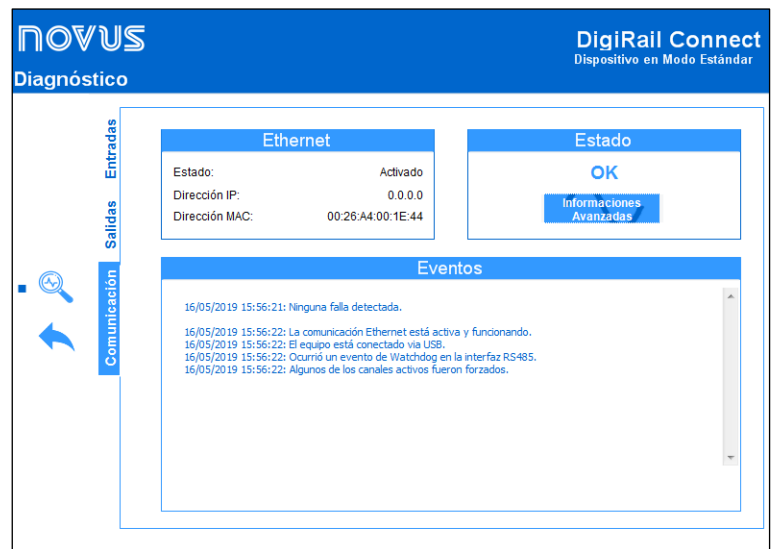 novus
DigiRail Connect
Dispositivo en Modo Estándar
Diagnóstico
Entradas
Salidas
Comunicación
Ethernet
Estado: Activado
Dirección IP: 0.0.0.0
Dirección MAC: 00:26:A4:00:1E:44
Estado
OK
Informaciones
Avanzadas
Eventos
16/05/2019 15:56:21: Ninguna falla detectada.
16/05/2019 15:56:22: La comunicación Ethernet está activa y funcionando.
16/05/2019 15:56:22: El equipo está conectado via USB.
16/05/2019 15:56:22: Ocurrió un evento de Watchdog en la interfaz RS485.
16/05/2019 15:56:22: Algunos de los canales activos fueron forzados.